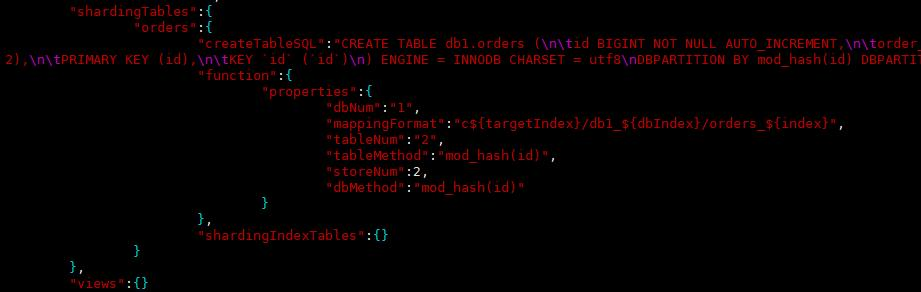 "shardingTables":{
"orders":{
"createTableSQL":"CREATE TABLE db1.orders (\n\tid BIGINT NOT NULL AUTO_INCREMENT,\n\torder_
2),\n\tPRIMARY KEY (id),\n\tKEY `id` (`id`)\n) ENGINE = INNODB CHARSET = utf8\nDBPARTITION BY mod_hash(id) DBPARTIT
"function":{
"properties":{
"dbNum":"1",
"mappingFormat":"c${targetIndex}/db1_${dbIndex}/orders_${index}",
"tableNum":"2",
"tableMethod":"mod_hash(id)",
"storeNum":2,
"dbMethod":"mod_hash(id)"
}
},
"shardingIndexTables":{}
}
},
"views":{}